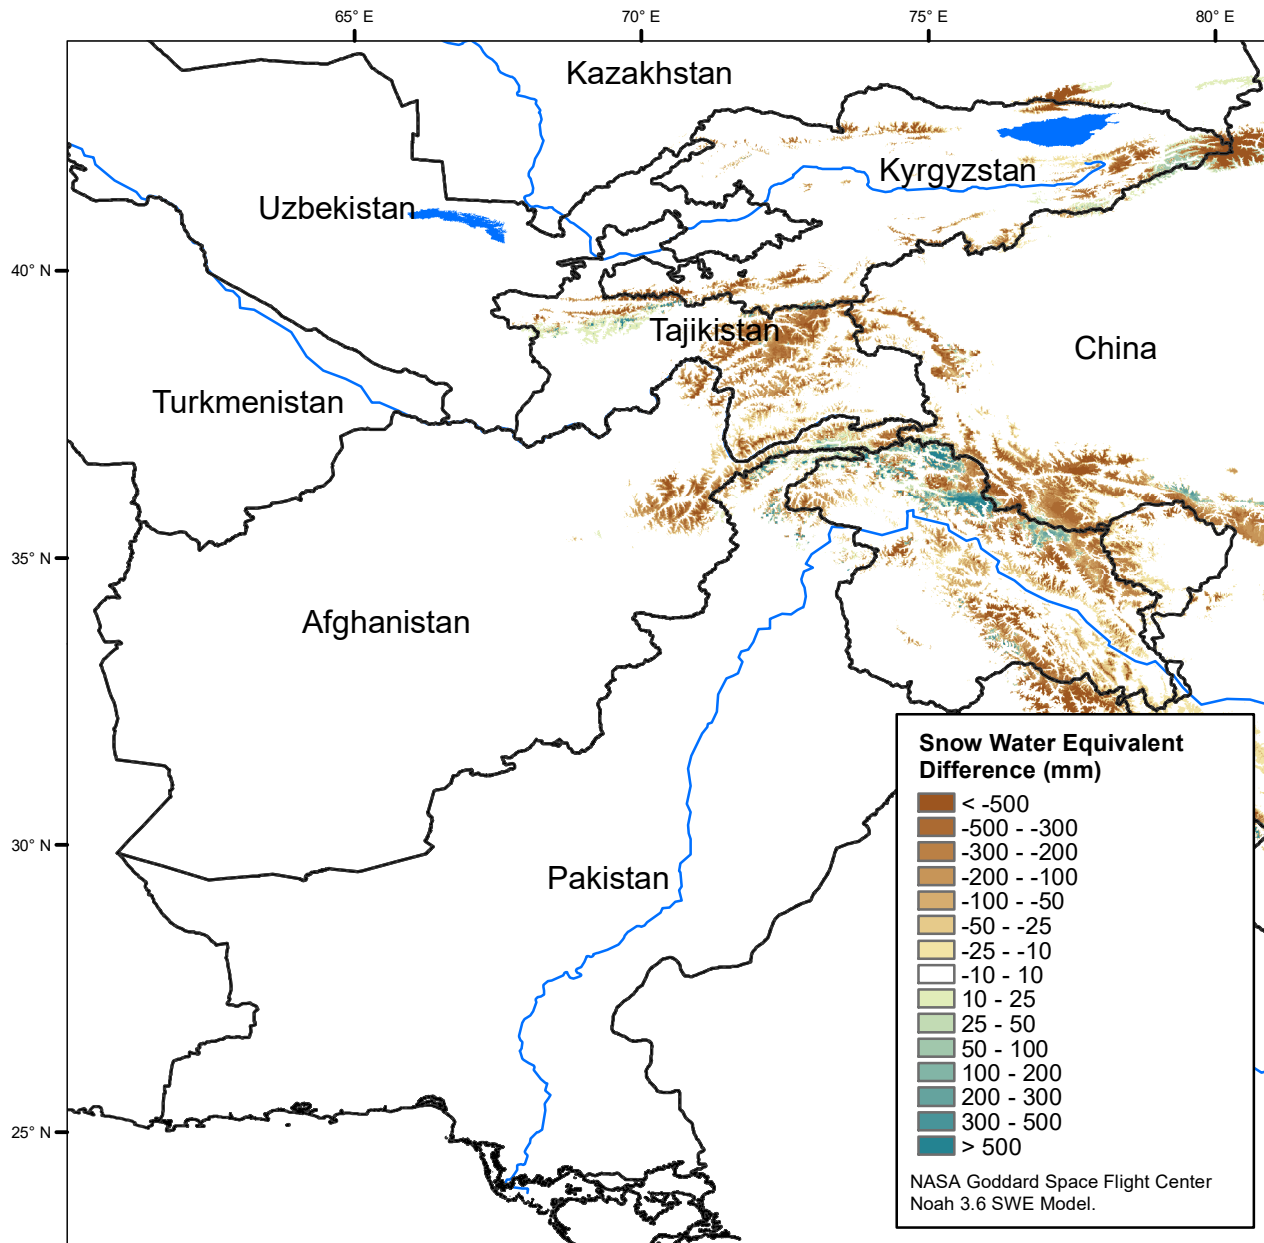 65° E
70° E
75° E
80° E
Kazakhstan
Kyrgyzstan
Uzbekistan
40° N
Tajikistan
China
Turkmenistan
35° N
Afghanistan
30° N
Pakistan
25° N
Snow Water Equivalent
Difference (mm)
< -500
-500 - -300
-300 - -200
-200 - -100
-100 - -50
-50 - -25
-25 - -10
-10 - 10
10 - 25
25 - 50
50 - 100
100 - 200
200 - 300
300 - 500
> 500
NASA Goddard Space Flight Center
Noah 3.6 SWE Model.